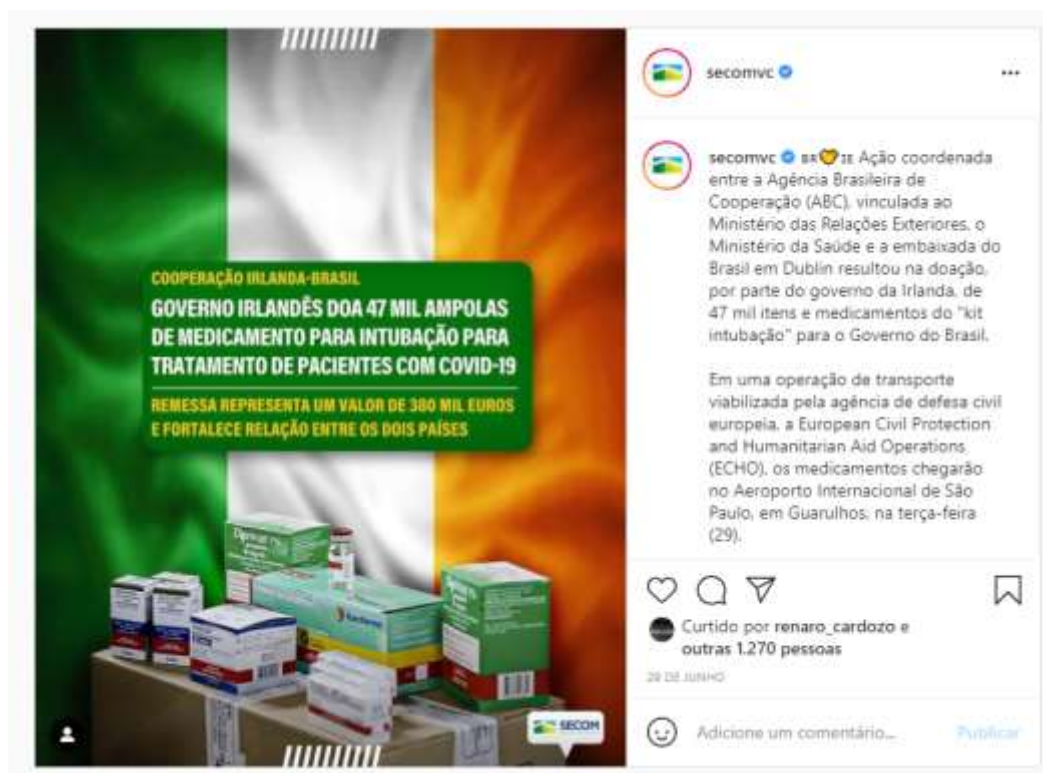 COOPERAÇÃO IRLANDA-BRASIL
GOVERNO IRLANDÊS DOA 47 MIL AMPOLAS
DE MEDICAMENTO PARA INTUBAÇÃO PARA
TRATAMENTO DE PACIENTES COM COVID-19
REMESSA REPRESENTA UM VALOR DE 380 MIL EUROS
E FORTALECE RELAÇÃO ENTRE OS DOIS PAÍSES
SECOM
secomvc
secomvc BR IE Ação coordenada
entre a Agência Brasileira de
Cooperação (ABC), vinculada ao
Ministério das Relações Exteriores, o
Ministério da Saúde e a embaixada do
Brasil em Dublin resultou na doação,
por parte do governo da Irlanda, de
47 mil itens e medicamentos do "kit
intubação" para o Governo do Brasil.
Em uma operação de transporte
viabilizada pela agência de defesa civil
europeia, a European Civil Protection
and Humanitarian Aid Operations
(ECHO), os medicamentos chegarão
no Aeroporto Internacional de São
Paulo, em Guarulhos, na terça-feira
(29).
Curtido por renaro_cardozo e
outras 1.270 pessoas
DE JUNHO
Adicione um comentário...
Publicar